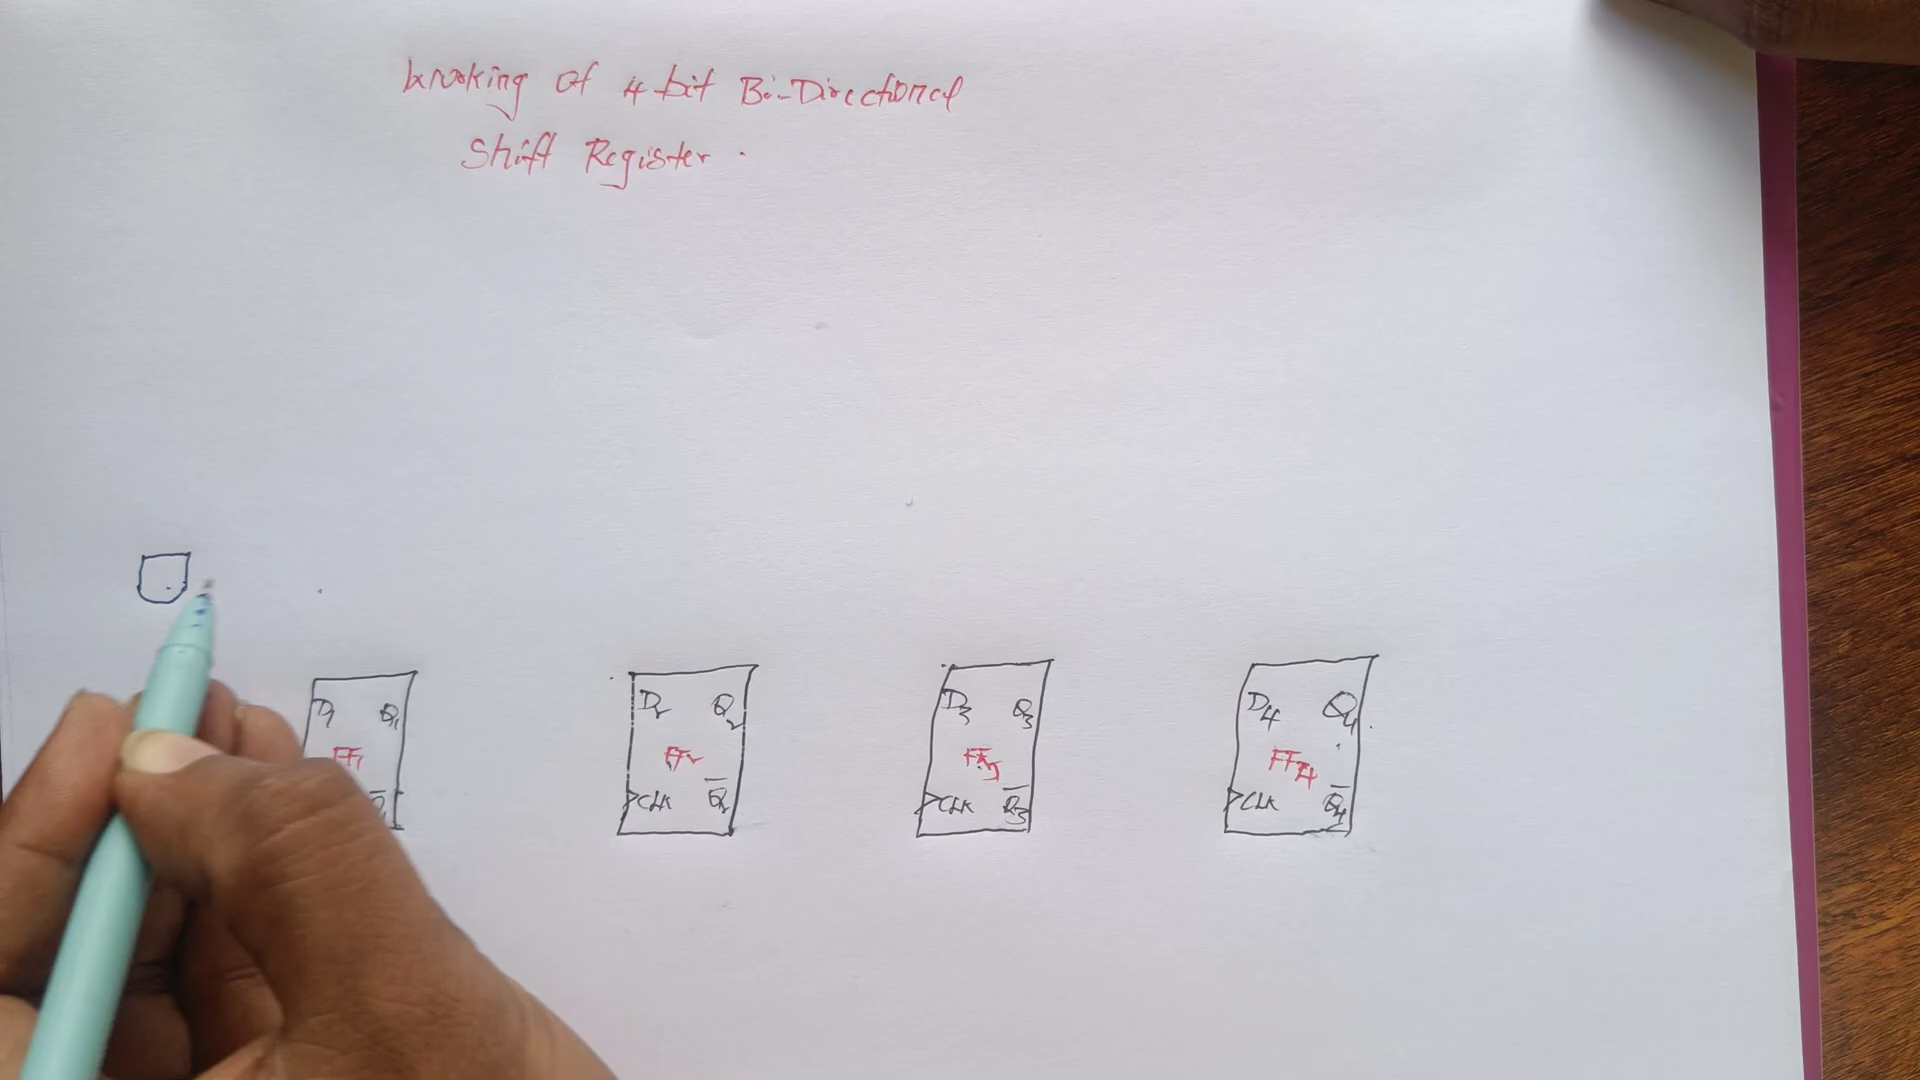 Working of 4 bit Bi-Directional
Shift Register.
D1 Q1
FF1
D2 Q2
FF2
CLK Q̅2
D3 Q3
FF3
CLK Q̅3
D4 Q4
FF4
CLK Q̅4